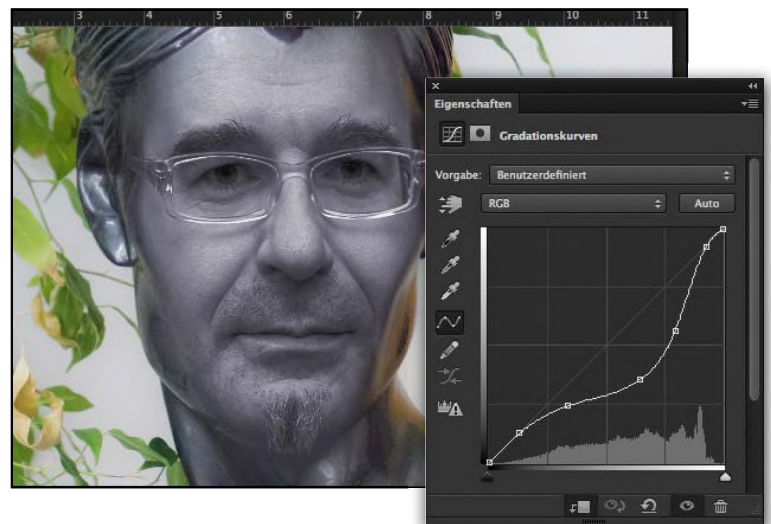 3 4 5 6 7 8 9 10 11
Eigenschaften
Gradationskurven
Vorgabe: Benutzerdefiniert
RGB Auto